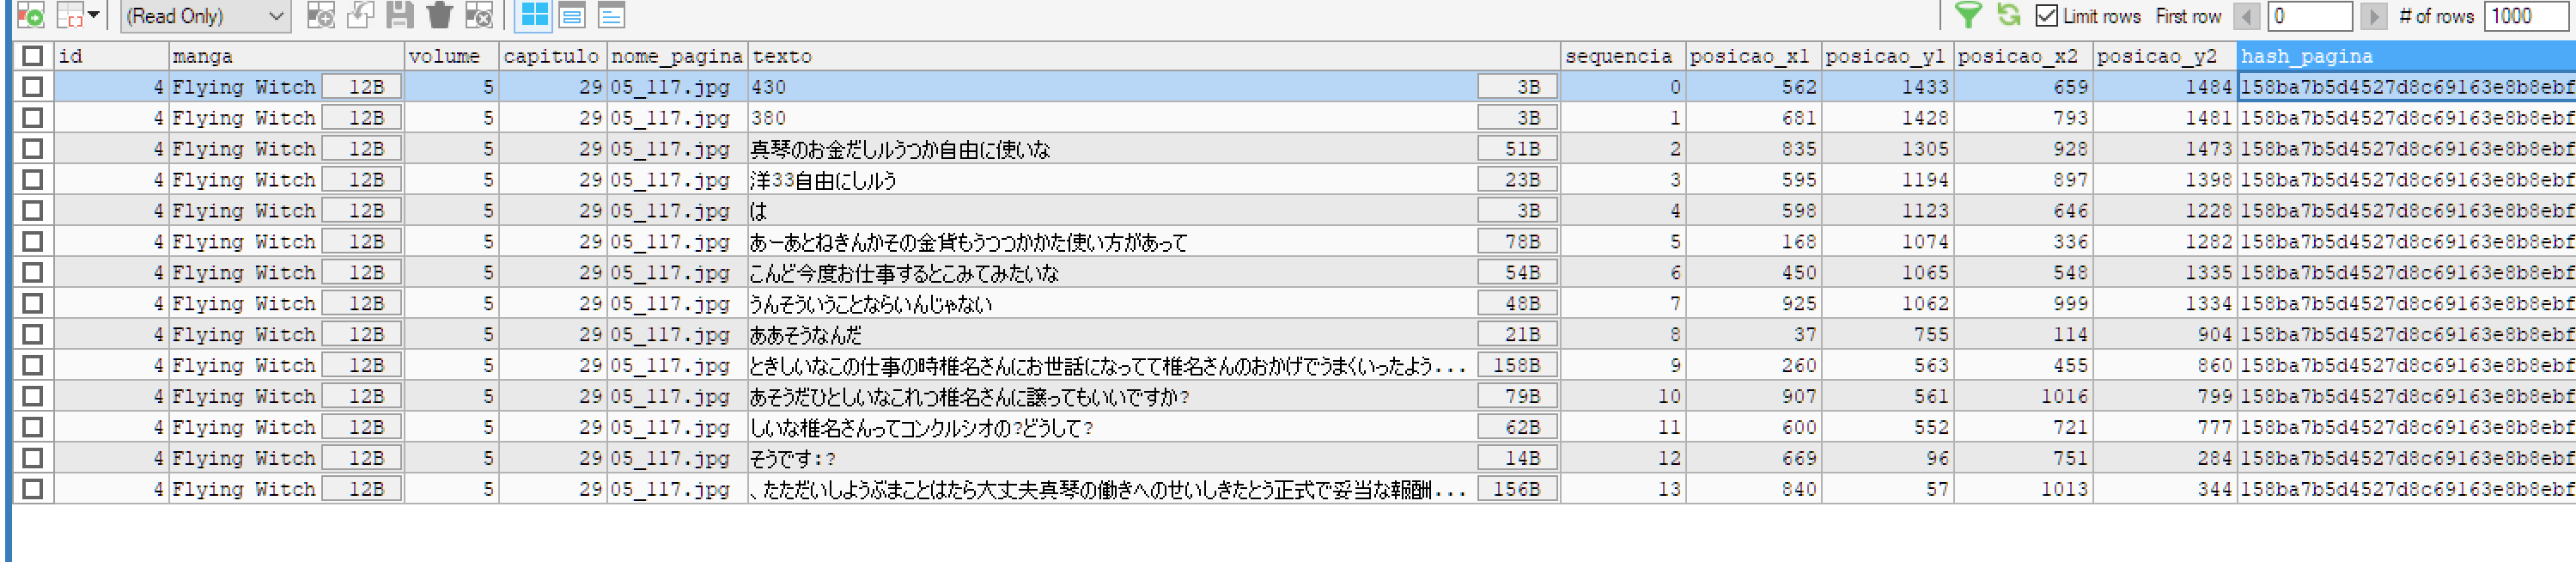 (Read Only) Limit rows First row 0 # of rows 1000
id manga volume capitulo nome_pagina texto sequencia posicao_x1 posicao_y1 posicao_x2 posicao_y2 hash_pagina
4 Flying Witch 12B 5 29 05_117.jpg 430 3B 0 562 1433 659 1484 158ba7b5d4527d8c69163e8b8ebf
4 Flying Witch 12B 5 29 05_117.jpg 380 3B 1 681 1428 793 1481 158ba7b5d4527d8c69163e8b8ebf
4 Flying Witch 12B 5 29 05_117.jpg 真琴のお金だしルうつか自由に使いな 51B 2 835 1305 928 1473 158ba7b5d4527d8c69163e8b8ebf
4 Flying Witch 12B 5 29 05_117.jpg 洋33自由にしルう 23B 3 595 1194 897 1398 158ba7b5d4527d8c69163e8b8ebf
4 Flying Witch 12B 5 29 05_117.jpg は 3B 4 598 1123 646 1228 158ba7b5d4527d8c69163e8b8ebf
4 Flying Witch 12B 5 29 05_117.jpg あーあとねきんかその金貨もうつつかかた使い方があって 78B 5 168 1074 336 1282 158ba7b5d4527d8c69163e8b8ebf
4 Flying Witch 12B 5 29 05_117.jpg こんど今度お仕事するとこみてみたいな 54B 6 450 1065 548 1335 158ba7b5d4527d8c69163e8b8ebf
4 Flying Witch 12B 5 29 05_117.jpg うんそういうことならいんじゃない 48B 7 925 1062 999 1334 158ba7b5d4527d8c69163e8b8ebf
4 Flying Witch 12B 5 29 05_117.jpg ああそうなんだ 21B 8 37 755 114 904 158ba7b5d4527d8c69163e8b8ebf
4 Flying Witch 12B 5 29 05_117.jpg ときしいなこの仕事の時椎名さんにお世話になってて椎名さんのおかげでうまくいったよう... 158B 9 260 563 455 860 158ba7b5d4527d8c69163e8b8ebf
4 Flying Witch 12B 5 29 05_117.jpg あそうだひとしいなこれつ椎名さんに譲ってもいいですか? 79B 10 907 561 1016 799 158ba7b5d4527d8c69163e8b8ebf
4 Flying Witch 12B 5 29 05_117.jpg しいな椎名さんってコンクルシオの?どうして? 62B 11 600 552 721 777 158ba7b5d4527d8c69163e8b8ebf
4 Flying Witch 12B 5 29 05_117.jpg そうです:? 14B 12 669 96 751 284 158ba7b5d4527d8c69163e8b8ebf
4 Flying Witch 12B 5 29 05_117.jpg 、たただいしようぶまことはたら大丈夫真琴の働きへのせいしきたとう正式で妥当な報酬... 156B 13 840 57 1013 344 158ba7b5d4527d8c69163e8b8ebf